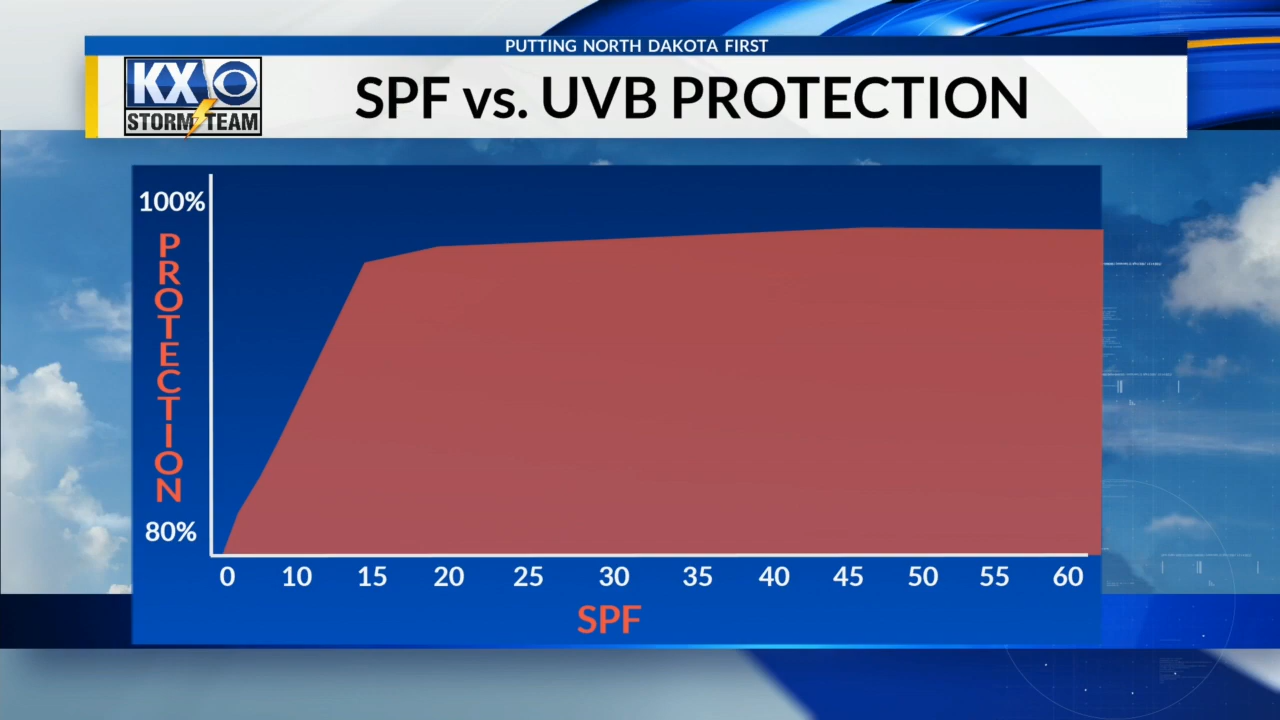 PUTTING NORTH DAKOTA FIRST
KX
STORM TEAM
SPF vs. UVB PROTECTION
100%
PROTECTION
80%
0 10 15 20 25 30 35 40 45 50 55 60
SPF